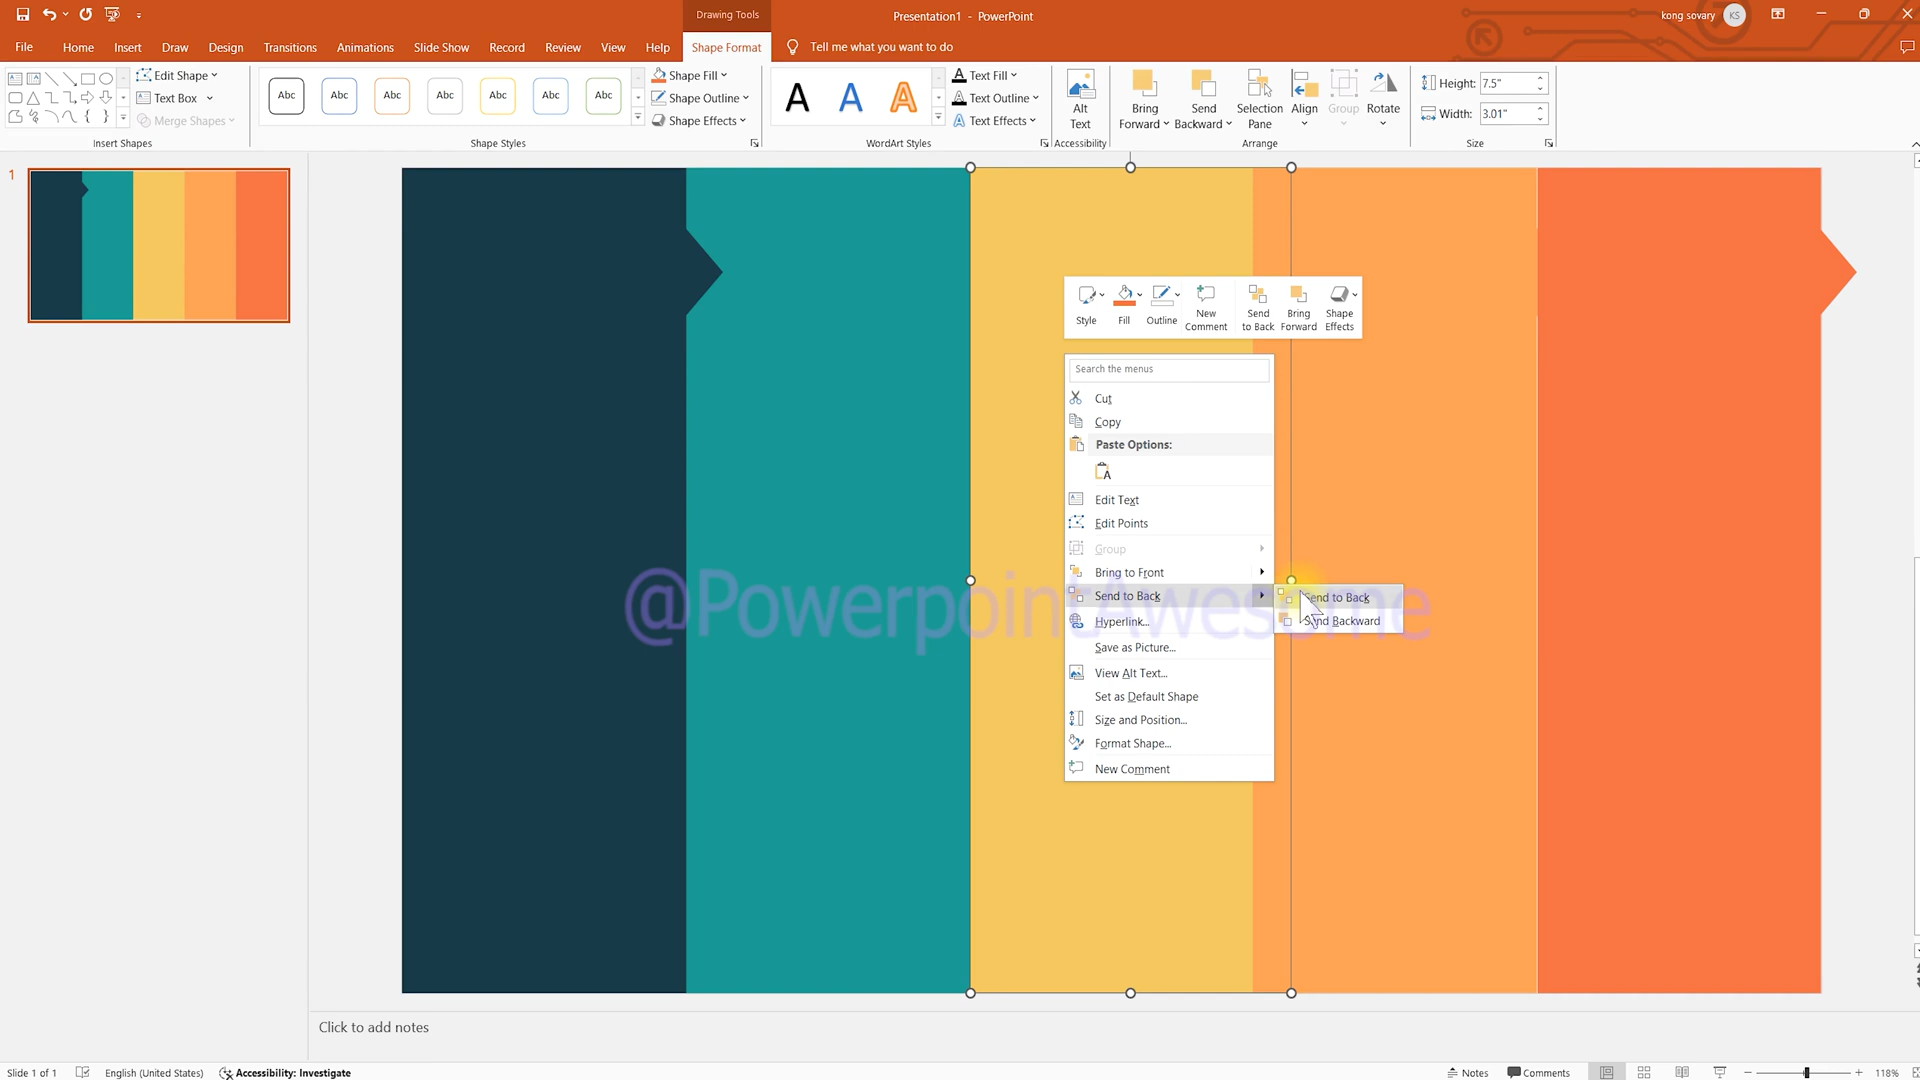 Drawing Tools
Presentation1 - PowerPoint
kong sovary KS
File Home Insert Draw Design Transitions Animations Slide Show Record Review View Help Shape Format Tell me what you want to do
Edit Shape
Text Box
Merge Shapes
Insert Shapes
Abc Abc Abc Abc Abc Abc Abc
Shape Styles
Shape Fill
Shape Outline
Shape Effects
A A A
WordArt Styles
Text Fill
Text Outline
Text Effects
Alt
Text
Accessibility
Bring
Forward
Send
Backward
Selection
Pane
Align
Group
Rotate
Arrange
Height: 7.5"
Width: 3.01"
Size
1
Style
Fill
Outline
New
Comment
Send
to Back
Bring
Forward
Shape
Effects
Search the menus
Cut
Copy
Paste Options:
Edit Text
Edit Points
Group
Bring to Front
Send to Back
Hyperlink...
Save as Picture...
View Alt Text...
Set as Default Shape
Size and Position...
Format Shape...
New Comment
Send to Back
Send Backward
@PowerpointAwesome
Click to add notes
Slide 1 of 1
English (United States)
Accessibility: Investigate
Notes
Comments
118%